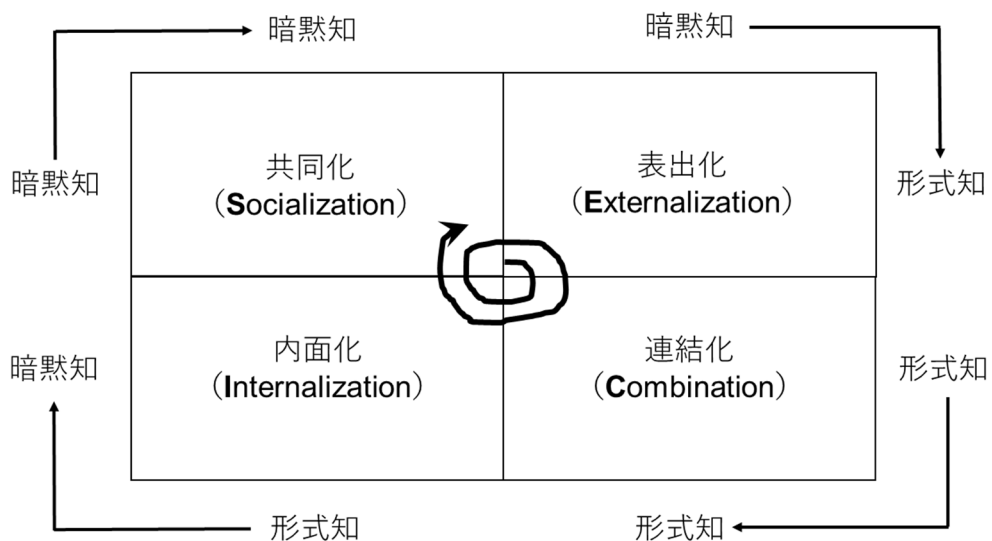 暗黙知
暗黙知
共同化
（Socialization）
表出化
（Externalization）
暗黙知
形式知
内面化
（Internalization）
連結化
（Combination）
暗黙知
形式知
形式知
形式知